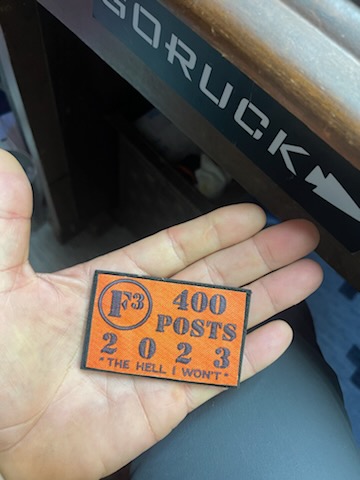 GORUCK
F3
400
POSTS
2023
*THE HELL I WON'T*